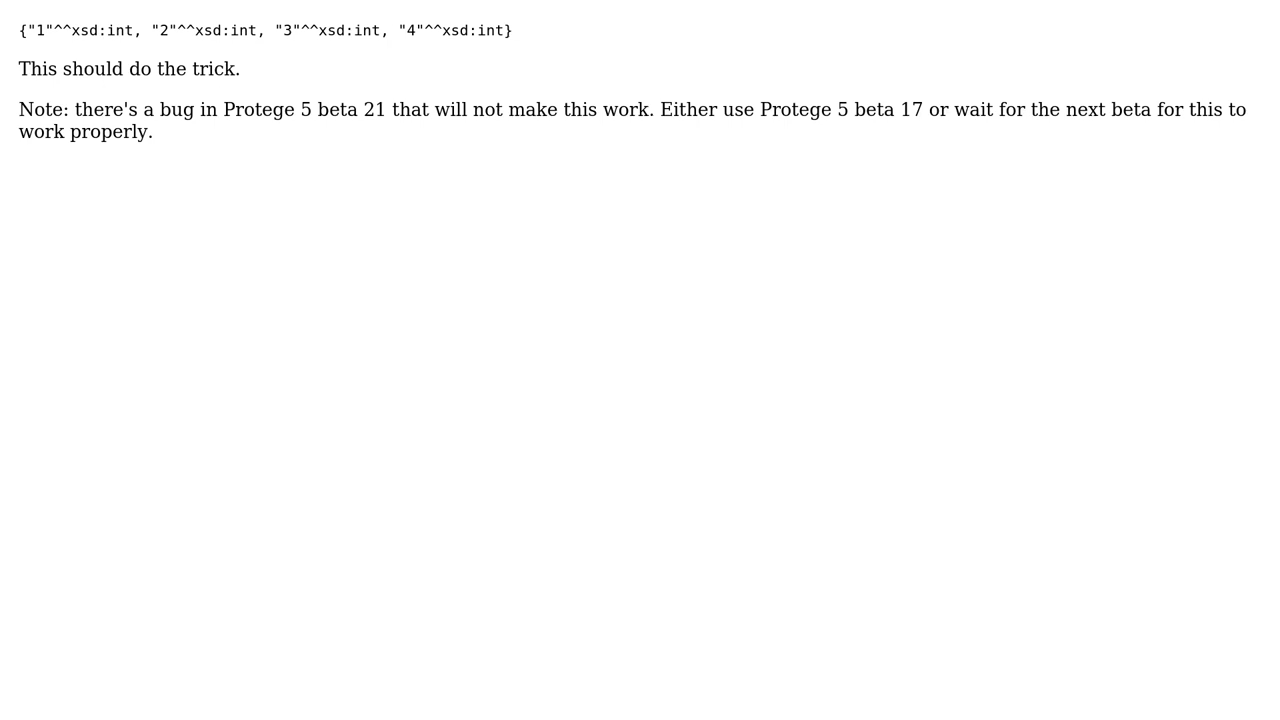 {"1"^^xsd:int, "2"^^xsd:int, "3"^^xsd:int, "4"^^xsd:int}
This should do the trick.
Note: there's a bug in Protege 5 beta 21 that will not make this work. Either use Protege 5 beta 17 or wait for the next beta for this to
work properly.